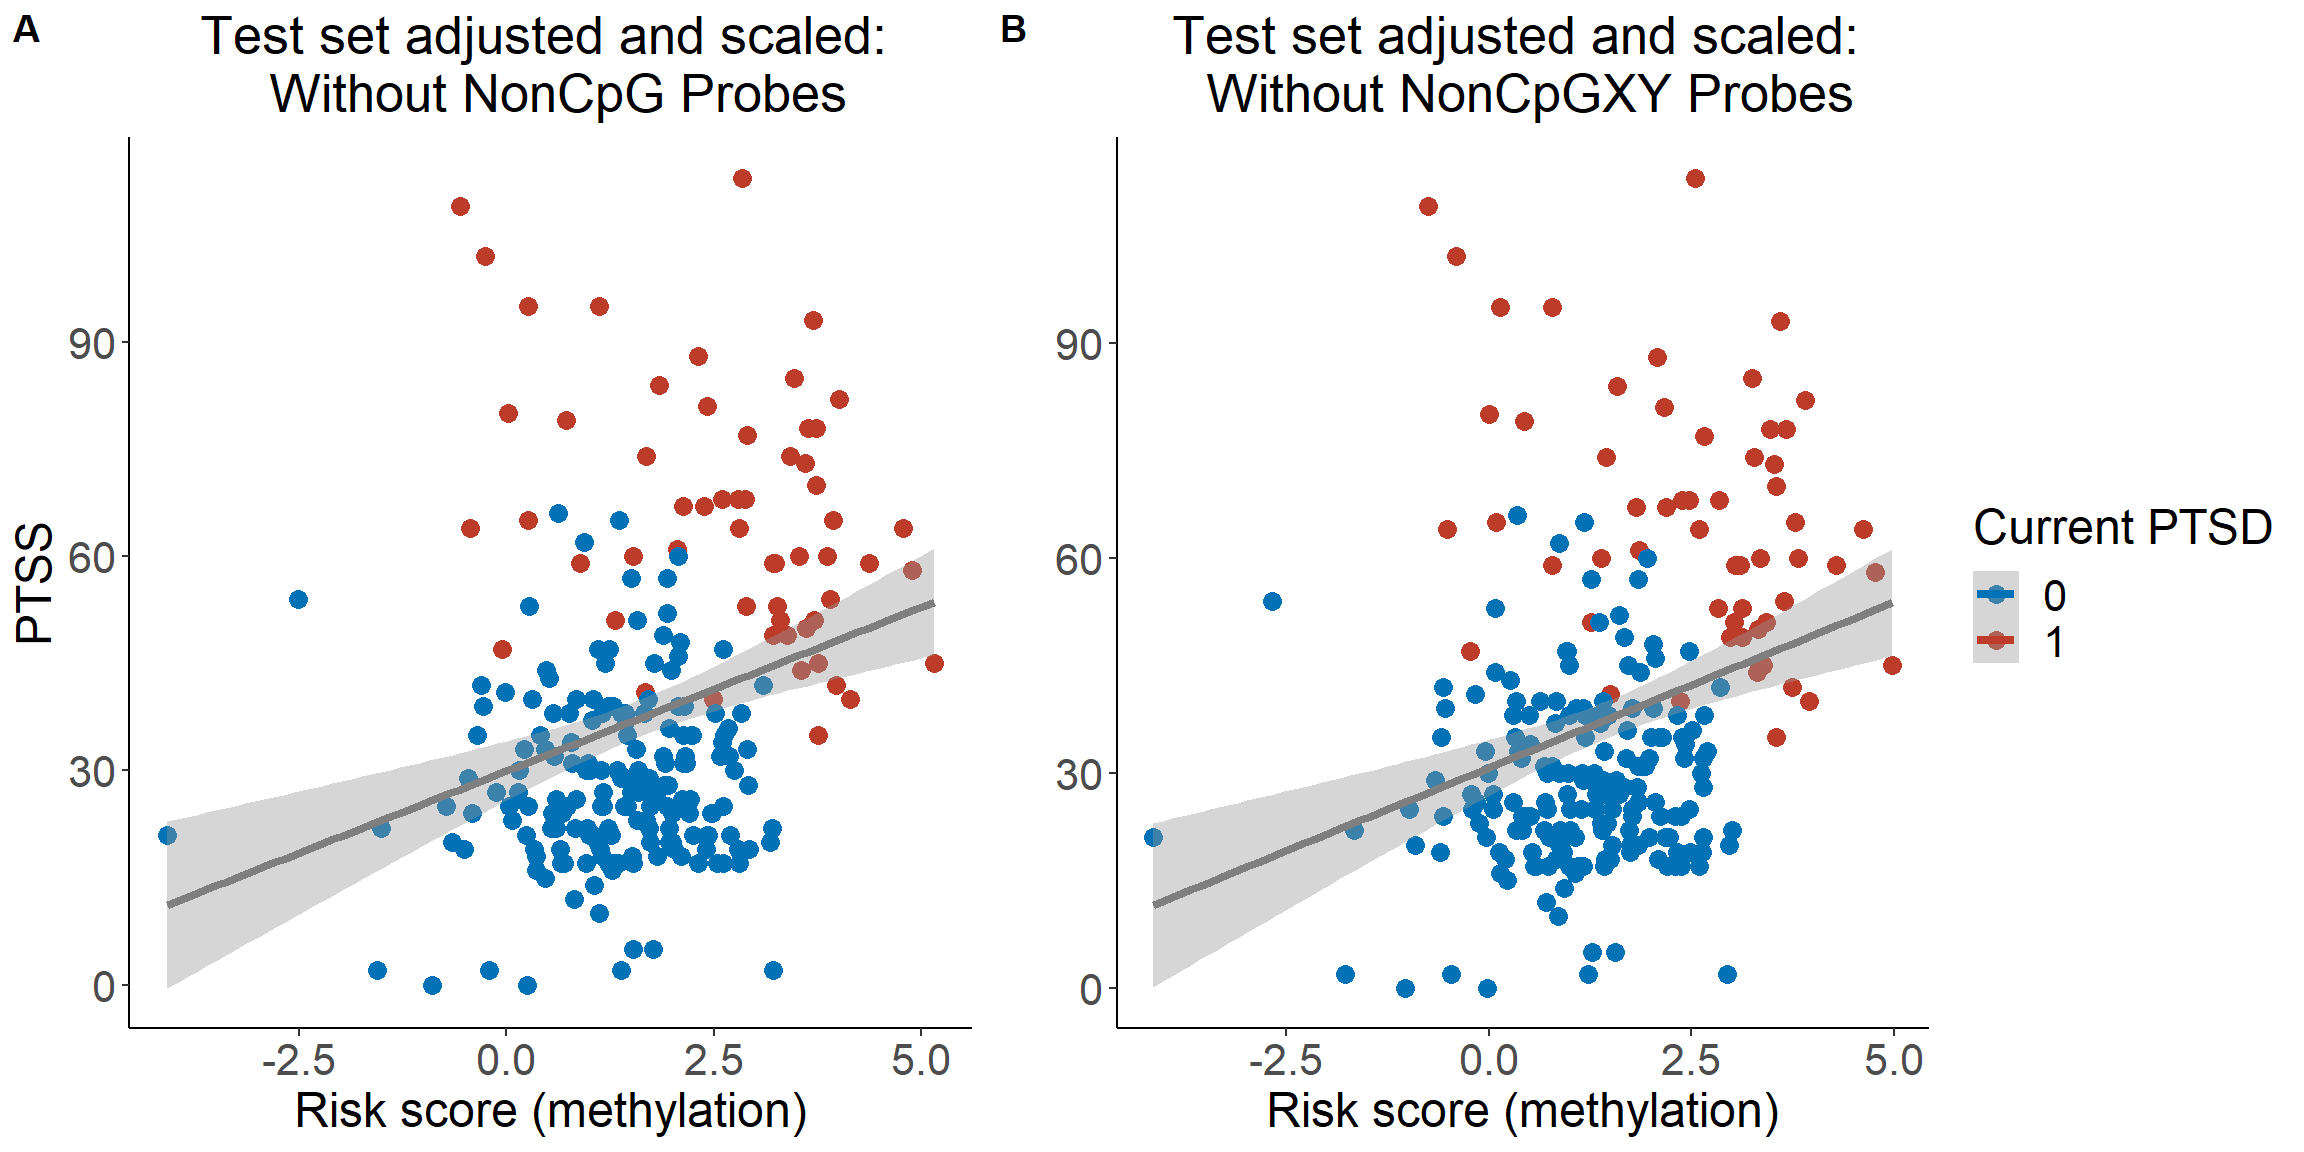 A
Test set adjusted and scaled:
Without NonCpG Probes
PTSS
90
60
30
0
-2.5
0.0
2.5
5.0
Risk score (methylation)
B
Test set adjusted and scaled:
Without NonCpGXY Probes
90
60
30
0
-2.5
0.0
2.5
5.0
Risk score (methylation)
Current PTSD
0
1